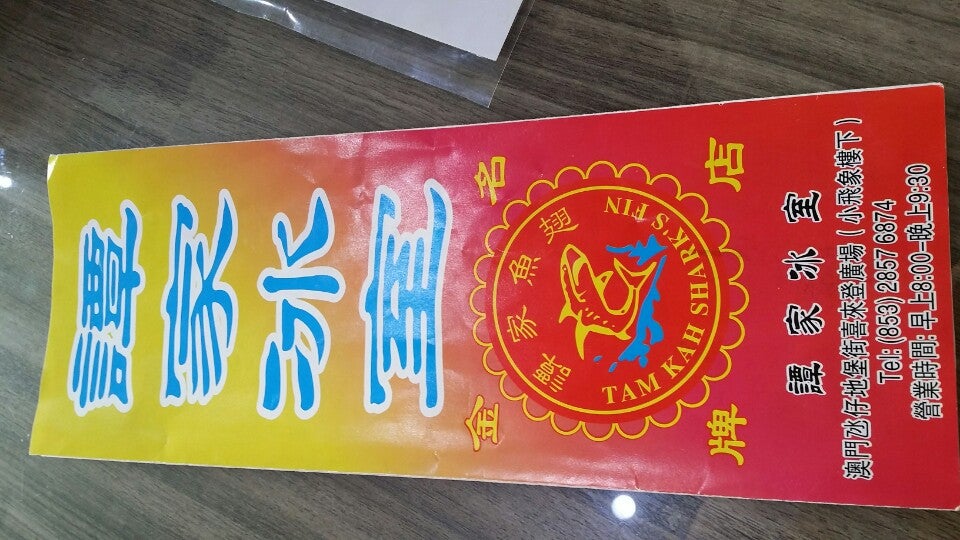 譚家冰室
金 名
牌 店
譚家魚翅
TAM KAH SHARK'S FIN
譚家冰室
澳門氹仔地堡街喜來登廣場(小飛象樓下)
Tel: (853) 2857 6874
營業時間: 早上8:00–晚上9:30